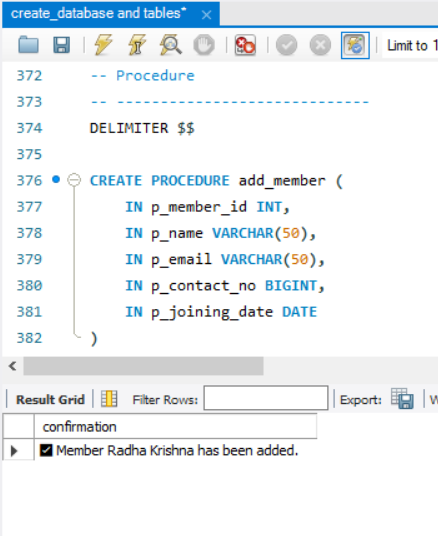 create_database and tables*
Limit to 1
372 -- Procedure
373 -- -----------------------------
374 DELIMITER $$
375
376 CREATE PROCEDURE add_member (
377 IN p_member_id INT,
378 IN p_name VARCHAR(50),
379 IN p_email VARCHAR(50),
380 IN p_contact_no BIGINT,
381 IN p_joining_date DATE
382 )
Result Grid Filter Rows: Export:
confirmation
Member Radha Krishna has been added.